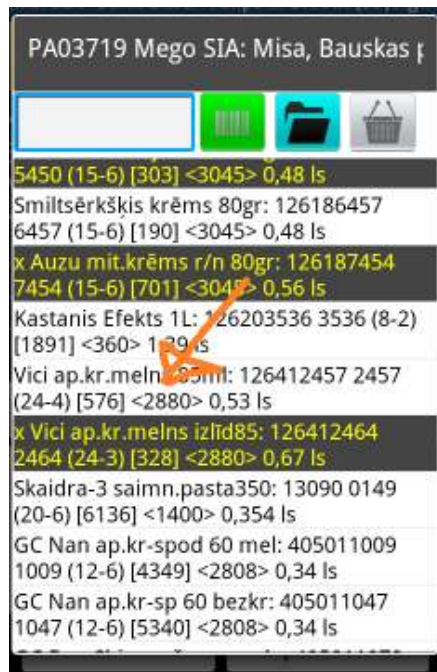 PA03719 Mego SIA: Misa, Bauskas
5450 (15-6) [303] <3045> 0,48 ls
Smiltsērkšķis krēms 80gr: 126186457
6457 (15-6) [190] <3045> 0,48 ls
x Auzu mit.krēms r/n 80gr: 126187454
7454 (15-6) [701] <3045> 0,56 ls
Kastanis Efekts 1L: 126203536 3536 (8-2)
[1891] <360> ls
Vici ap.kr.melns 85ml: 126412457 2457
(24-4) [576] <2880> 0,53 ls
x Vici ap.kr.melns izlīd85: 126412464
2464 (24-3) [328] <2880> 0,67 ls
Skaidra-3 saimn.pasta350: 13090 0149
(20-6) [6136] <1400> 0,354 ls
GC Nan ap.kr-spod 60 mel: 405011009
1009 (12-6) [4349] <2808> 0,34 ls
GC Nan ap.kr-sp 60 bezkr: 405011047
1047 (12-6) [5340] <2808> 0,34 ls